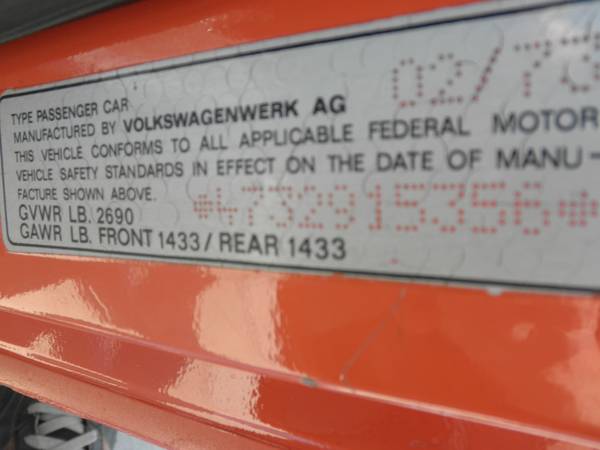 02/73
TYPE PASSENGER CAR
MANUFACTURED BY VOLKSWAGENWERK AG
THIS VEHICLE CONFORMS TO ALL APPLICABLE FEDERAL MOTOR
VEHICLE SAFETY STANDARDS IN EFFECT ON THE DATE OF MANU-
FACTURE SHOWN ABOVE.
GVWR LB. 2690 *4732915356*
GAWR LB. FRONT 1433 / REAR 1433